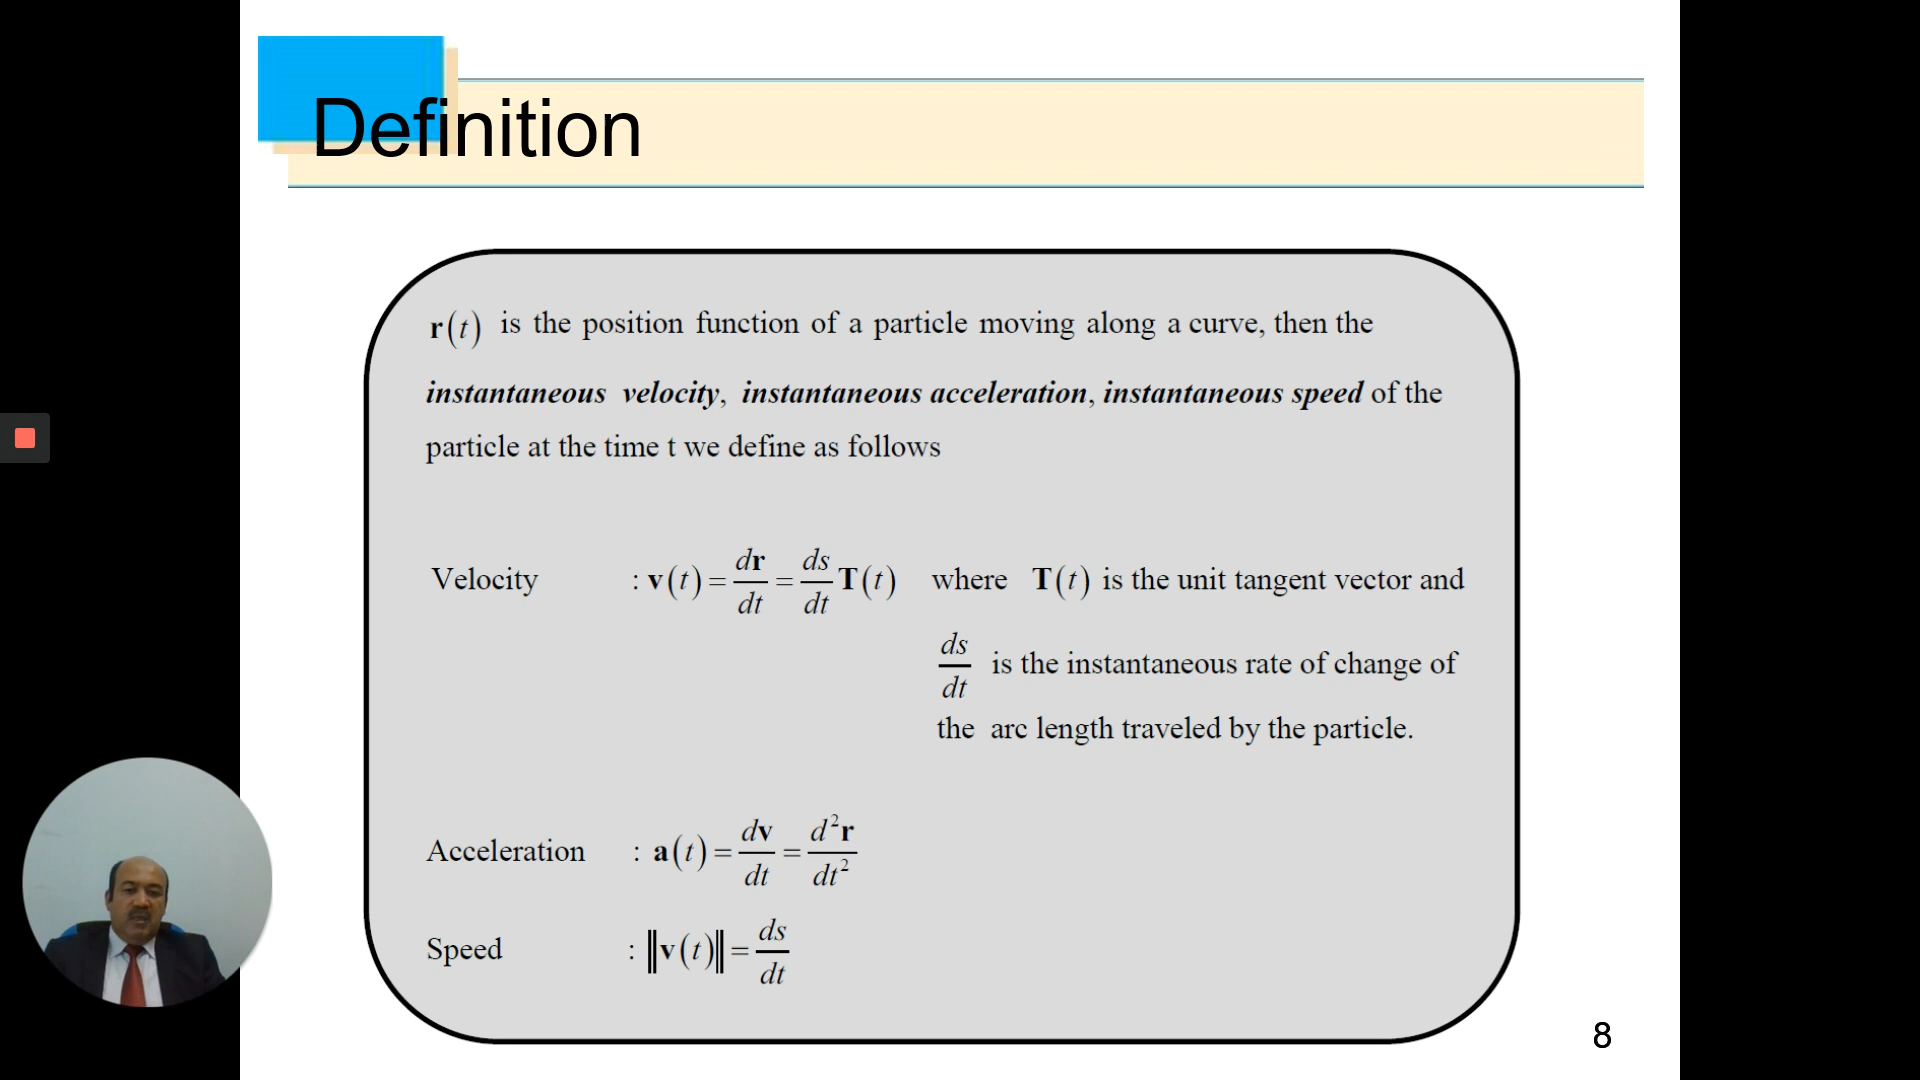 Definition
r(t) is the position function of a particle moving along a curve, then the
instantaneous velocity, instantaneous acceleration, instantaneous speed of the
particle at the time t we define as follows
Velocity : v(t) = dr/dt = ds/dt T(t) where T(t) is the unit tangent vector and
ds/dt is the instantaneous rate of change of
the arc length traveled by the particle.
Acceleration : a(t) = dv/dt = d²r/dt²
Speed : ‖v(t)‖ = ds/dt
8